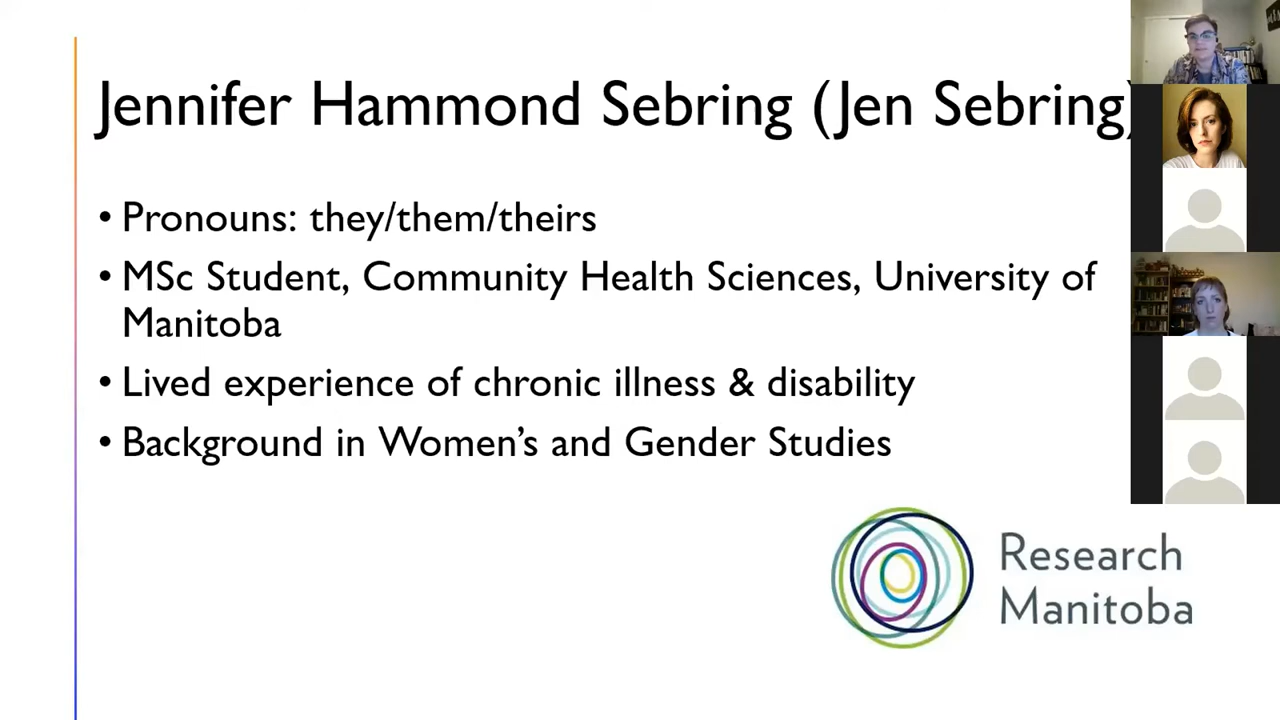 Jennifer Hammond Sebring (Jen Sebring)
• Pronouns: they/them/theirs
• MSc Student, Community Health Sciences, University of
Manitoba
• Lived experience of chronic illness & disability
• Background in Women’s and Gender Studies
Research
Manitoba